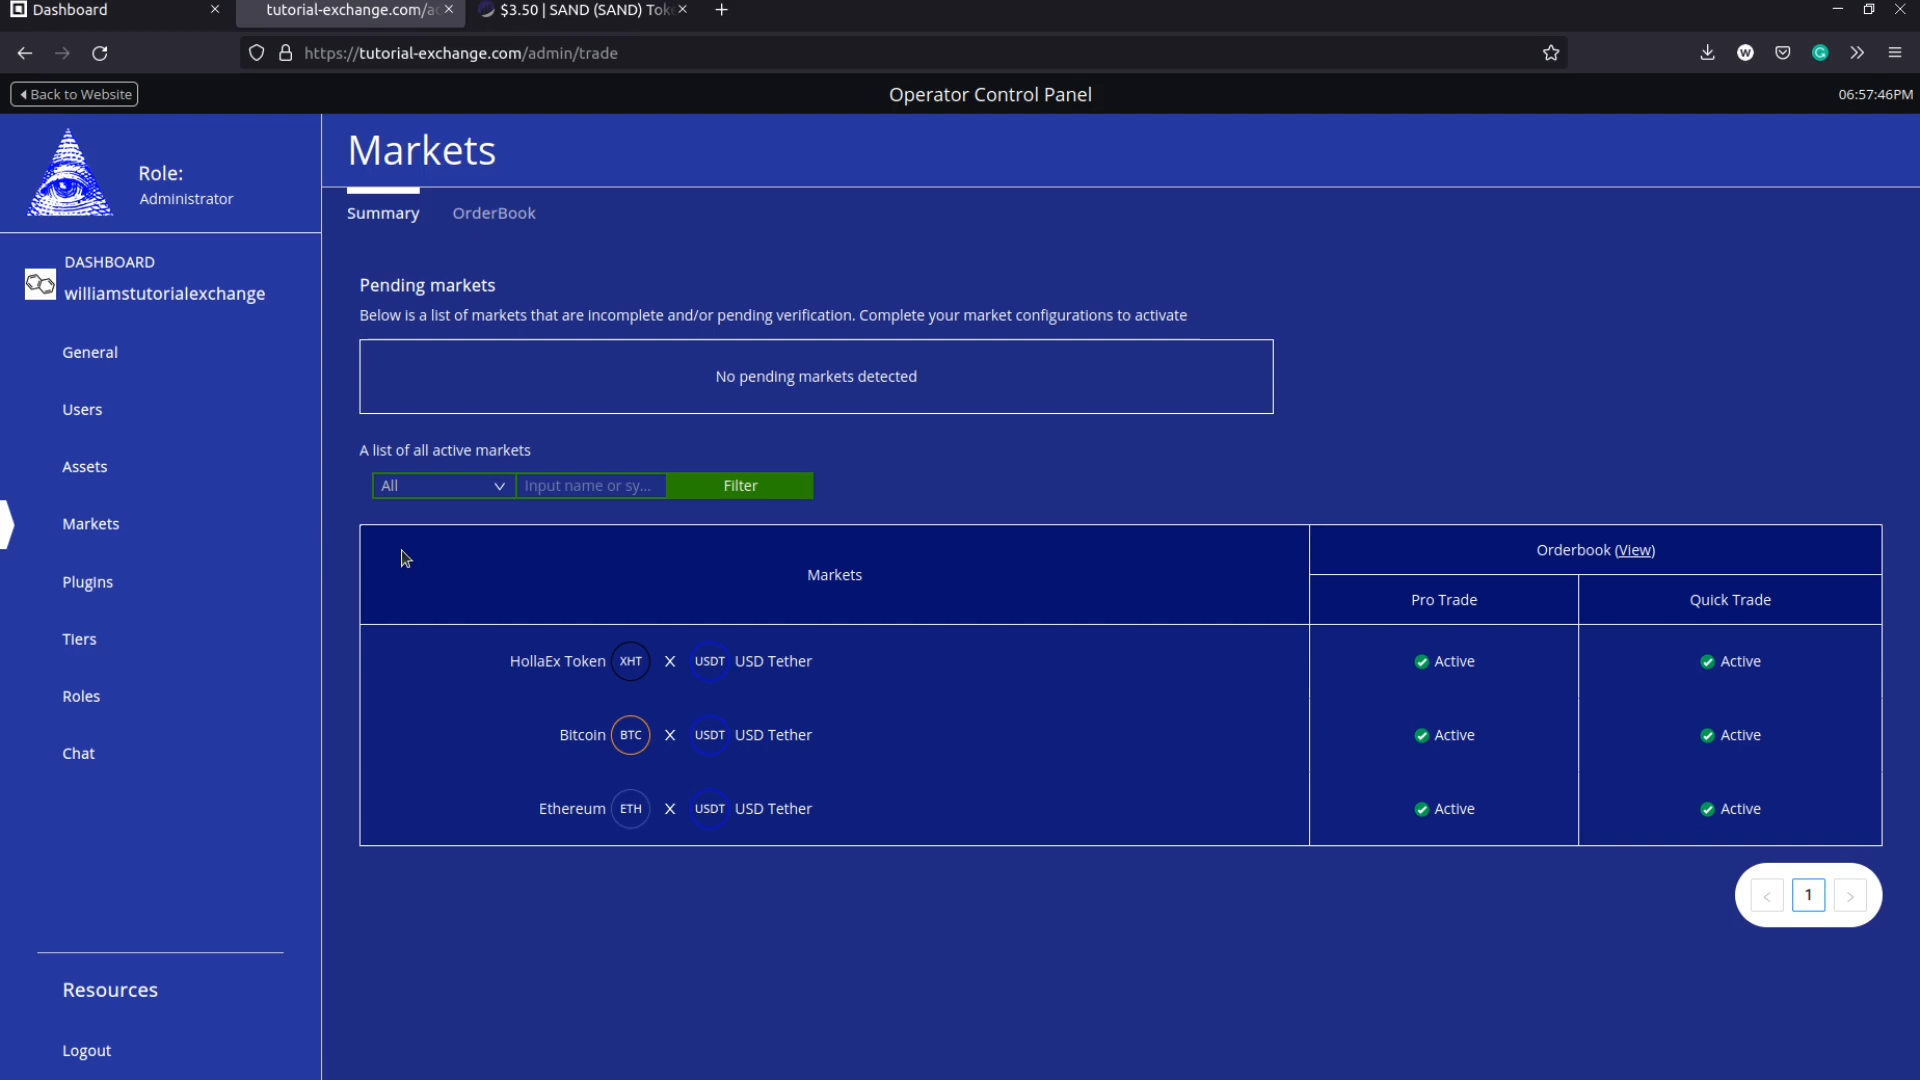 Dashboard
tutorial-exchange.com/a
$3.50 | SAND (SAND) Tok
https://tutorial-exchange.com/admin/trade
W
G
Back to Website
Operator Control Panel
06:57:46PM
Role:
Administrator
DASHBOARD
williamstutorialexchange
General
Users
Assets
Markets
Plugins
Tiers
Roles
Chat
Resources
Logout
Markets
Summary
OrderBook
Pending markets
Below is a list of markets that are incomplete and/or pending verification. Complete your market configurations to activate
No pending markets detected
A list of all active markets
All
Input name or sy...
Filter
Markets
Orderbook (View)
Pro Trade
Quick Trade
HollaEx Token XHT X USDT USD Tether
Active
Active
Bitcoin BTC X USDT USD Tether
Active
Active
Ethereum ETH X USDT USD Tether
Active
Active
< 1 >